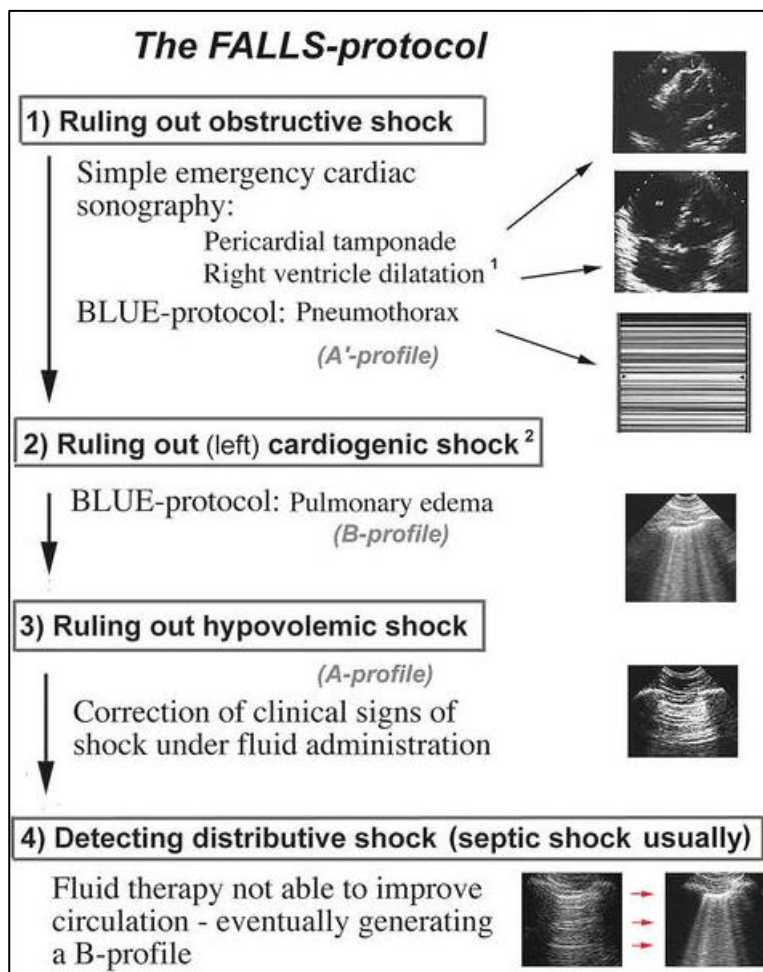 The FALLS-protocol
1) Ruling out obstructive shock
Simple emergency cardiac
sonography:
Pericardial tamponade
Right ventricle dilatation 1
BLUE-protocol: Pneumothorax
(A'-profile)
2) Ruling out (left) cardiogenic shock 2
BLUE-protocol: Pulmonary edema
(B-profile)
3) Ruling out hypovolemic shock
(A-profile)
Correction of clinical signs of
shock under fluid administration
4) Detecting distributive shock (septic shock usually)
Fluid therapy not able to improve
circulation - eventually generating
a B-profile